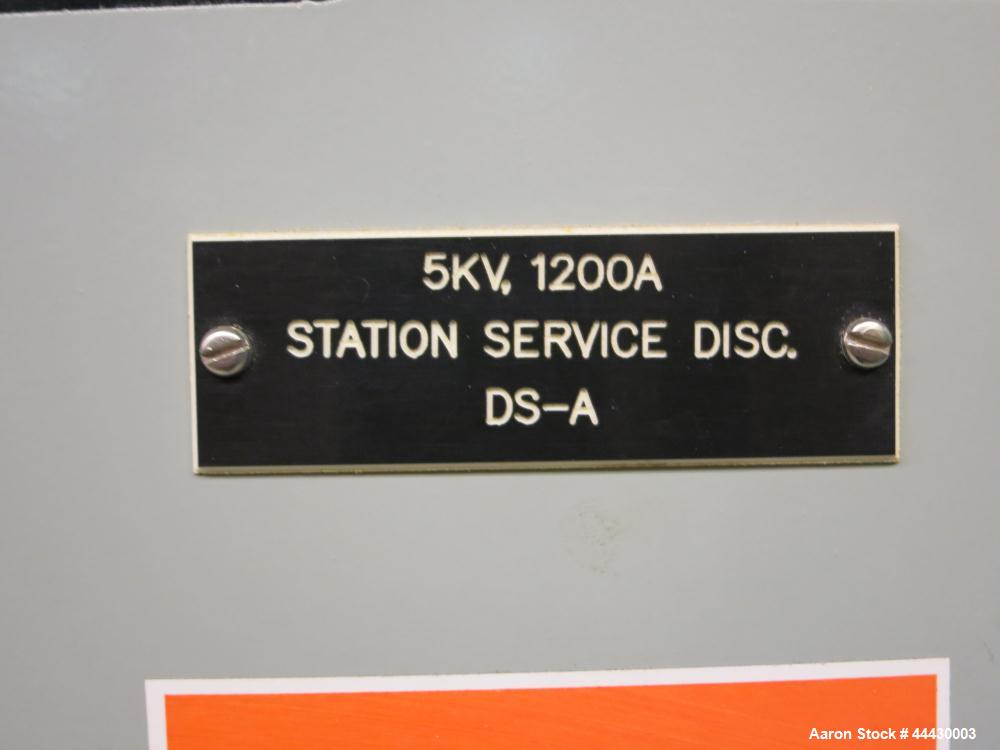 5KV, 1200A
STATION SERVICE DISC.
DS-A
Aaron Stock # 44430003